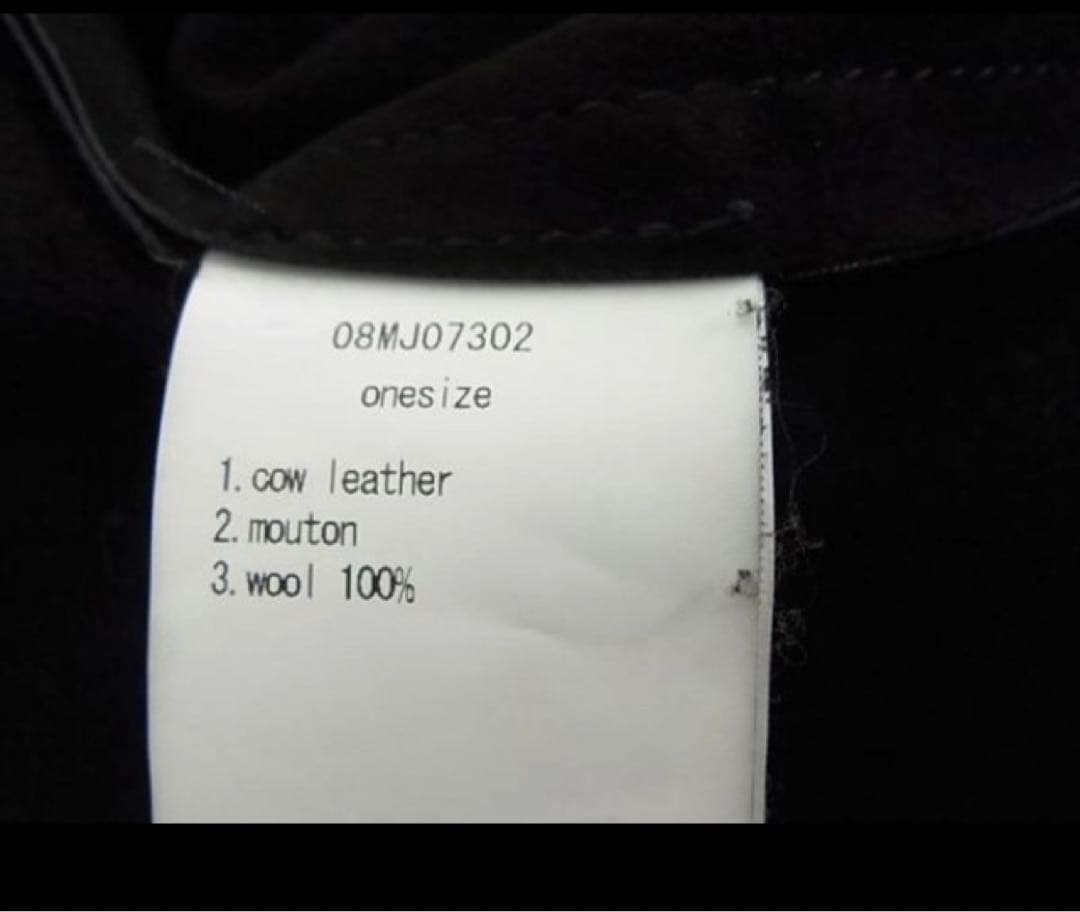 08MJ07302
onesize
1. cow leather
2. mouton
3. wool 100%